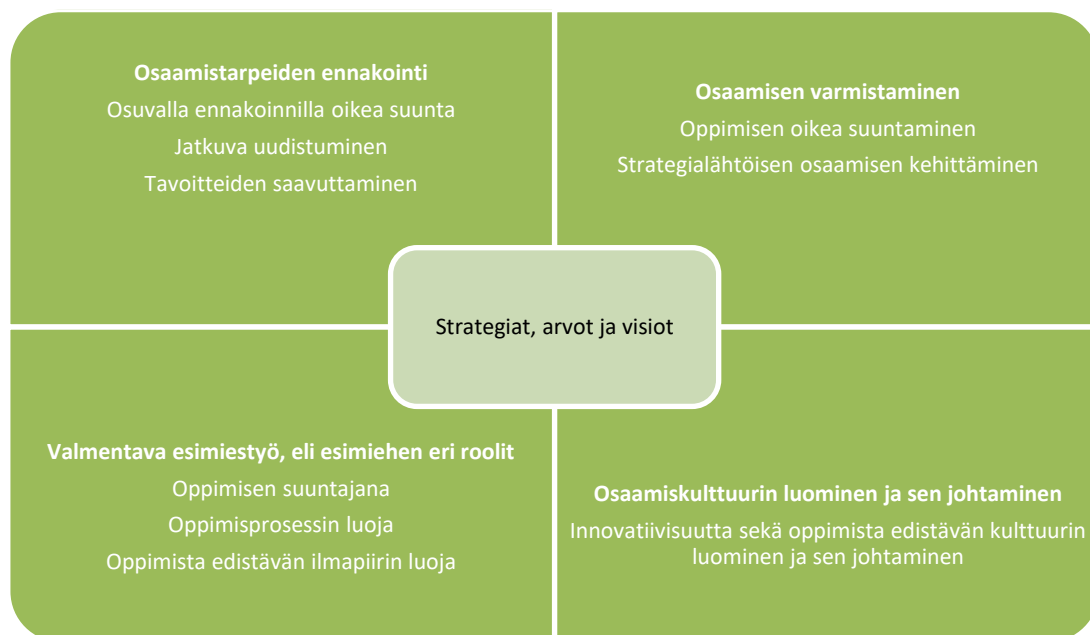 Osaamistarpeiden ennakointi
Osuvalla ennakoinnilla oikea suunta
Jatkuva uudistuminen
Tavoitteiden saavuttaminen
Osaamisen varmistaminen
Oppimisen oikea suuntaminen
Strategialähtöisen osaamisen kehittäminen
Strategiat, arvot ja visiot
Valmentava esimiestyö, eli esimiehen eri roolit
Oppimisen suuntajana
Oppimisprosessin luoja
Oppimista edistävän ilmapiirin luoja
Osaamiskulttuurin luominen ja sen johtaminen
Innovatiivisuutta sekä oppimista edistävän kulttuurin
luominen ja sen johtaminen